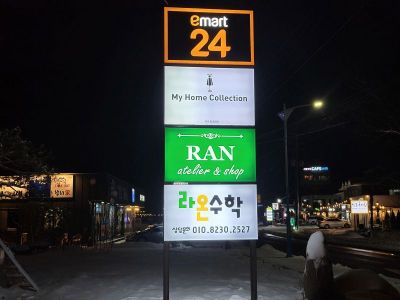 emart
24
My Home Collection
RAN
atelier & shop
라온수학
상담문의 010.8230.2527
CAFE